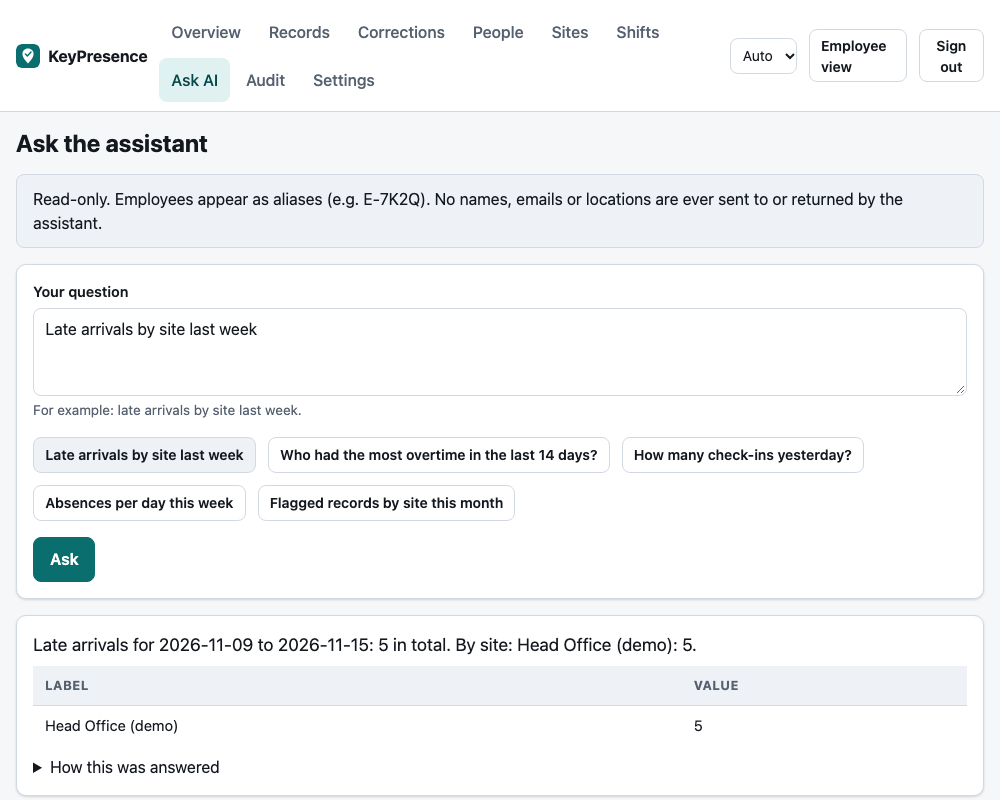 KeyPresence
Overview Records Corrections People Sites Shifts
Ask AI Audit Settings
Auto
Employee view
Sign out
Ask the assistant
Read-only. Employees appear as aliases (e.g. E-7K2Q). No names, emails or locations are ever sent to or returned by the
assistant.
Your question
Late arrivals by site last week
For example: late arrivals by site last week.
Late arrivals by site last week Who had the most overtime in the last 14 days? How many check-ins yesterday?
Absences per day this week Flagged records by site this month
Ask
Late arrivals for 2026-11-09 to 2026-11-15: 5 in total. By site: Head Office (demo): 5.
LABEL VALUE
Head Office (demo) 5
How this was answered